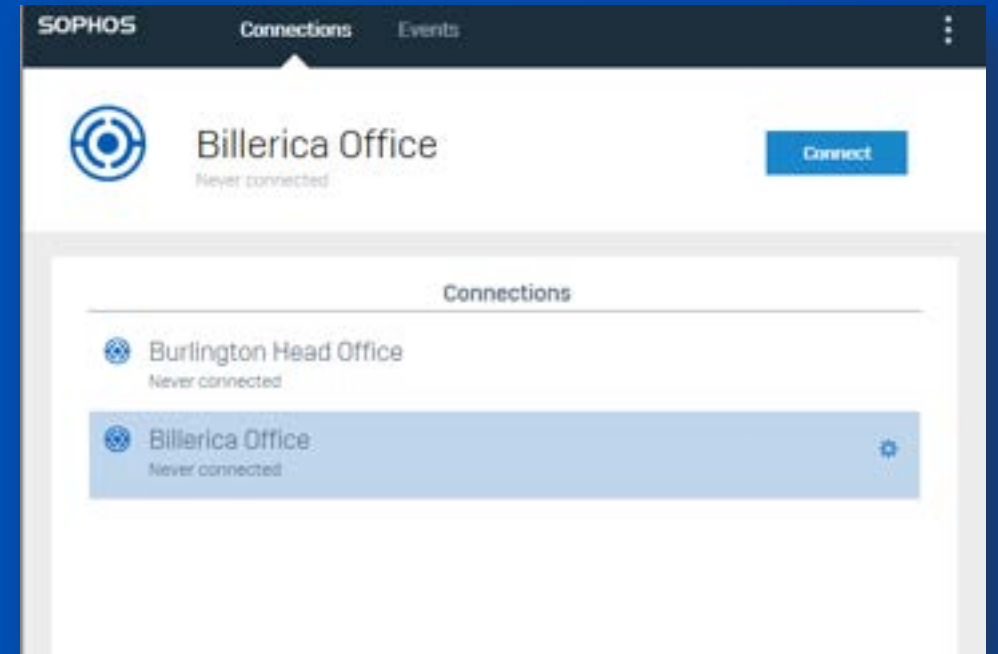 SOPHOS
Connections Events
Billerica Office
Never connected
Connect
Connections
Burlington Head Office
Never connected
Billerica Office
Never connected